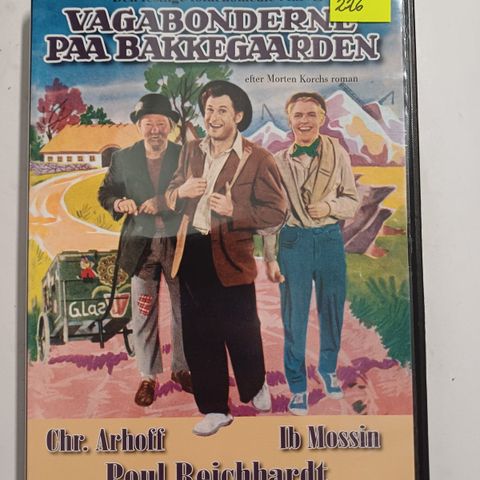 226
VAGABONDERNE
PAA BAKKEGAARDEN
efter Morten Korchs roman
Glas
Chr. Arhoff Ib Mossin
Poul Reichhardt